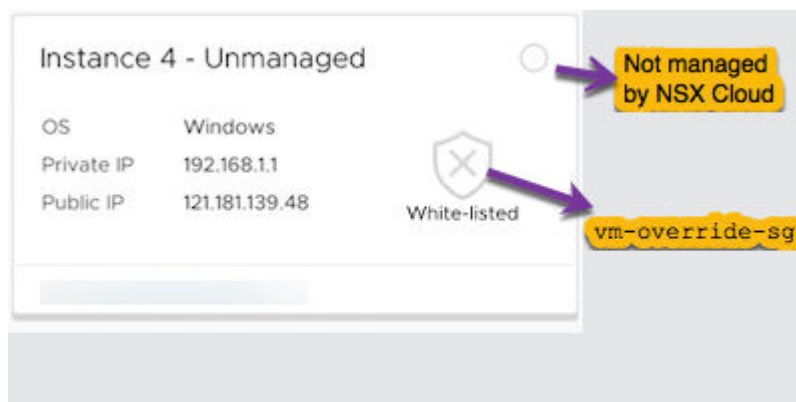 Instance 4 - Unmanaged
Not managed
by NSX Cloud
OS Windows
Private IP 192.168.1.1
Public IP 121.181.139.48
White-listed
vm-override-sg